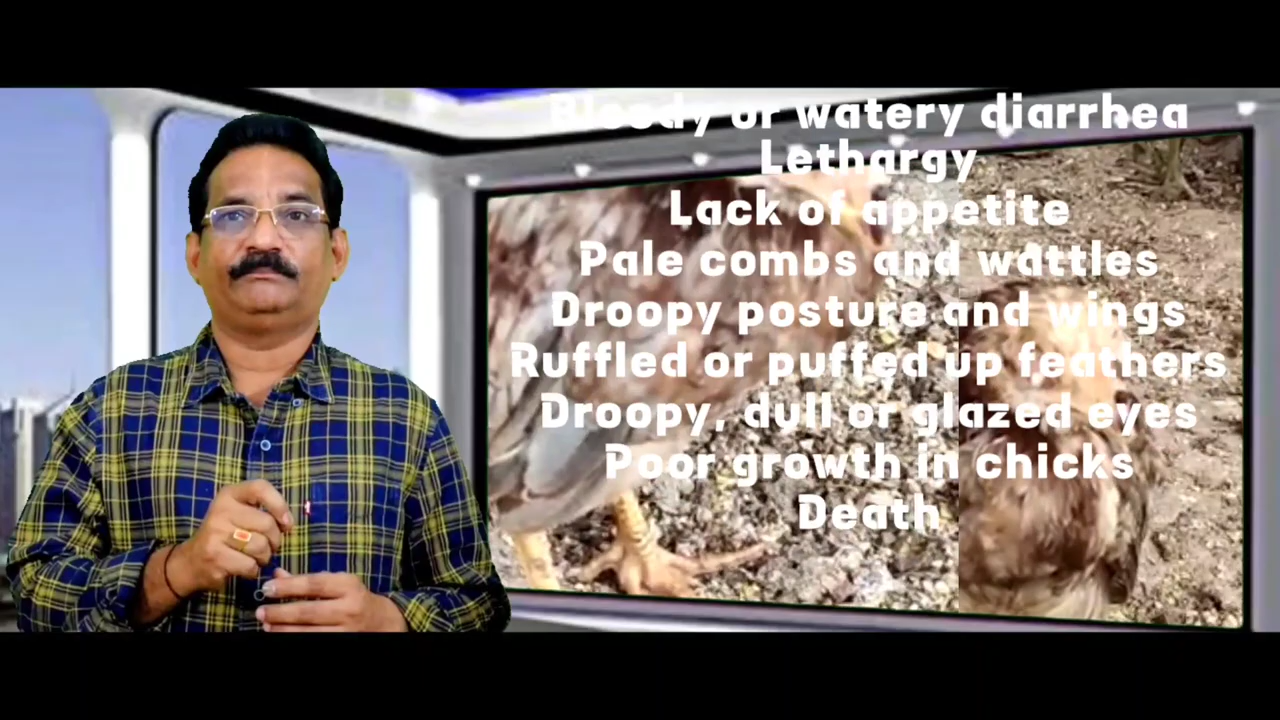 Bloody or watery diarrhea
Lethargy
Lack of appetite
Pale combs and wattles
Droopy posture and wings
Ruffled or puffed up feathers
Droopy, dull or glazed eyes
Poor growth in chicks
Death